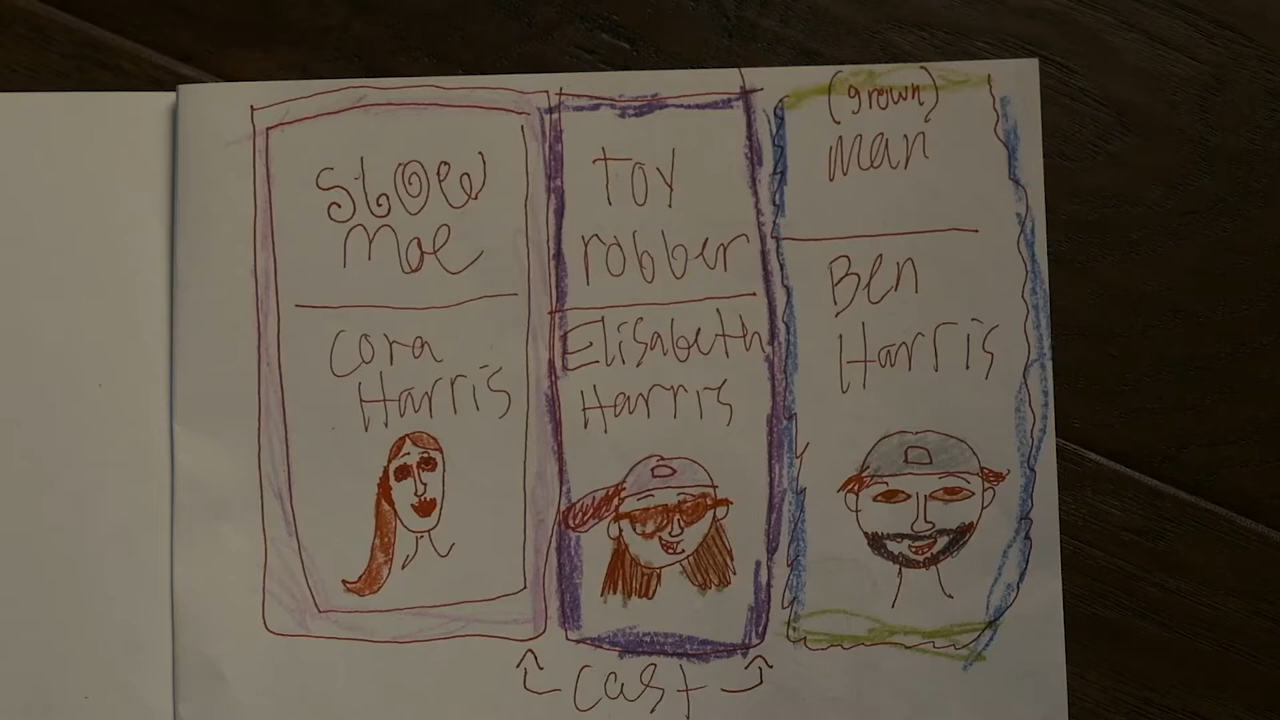 Slow
Moe
Cora
Harris
Toy
robber
Elisabeth
Harris
(grown)
man
Ben
Harris
cast